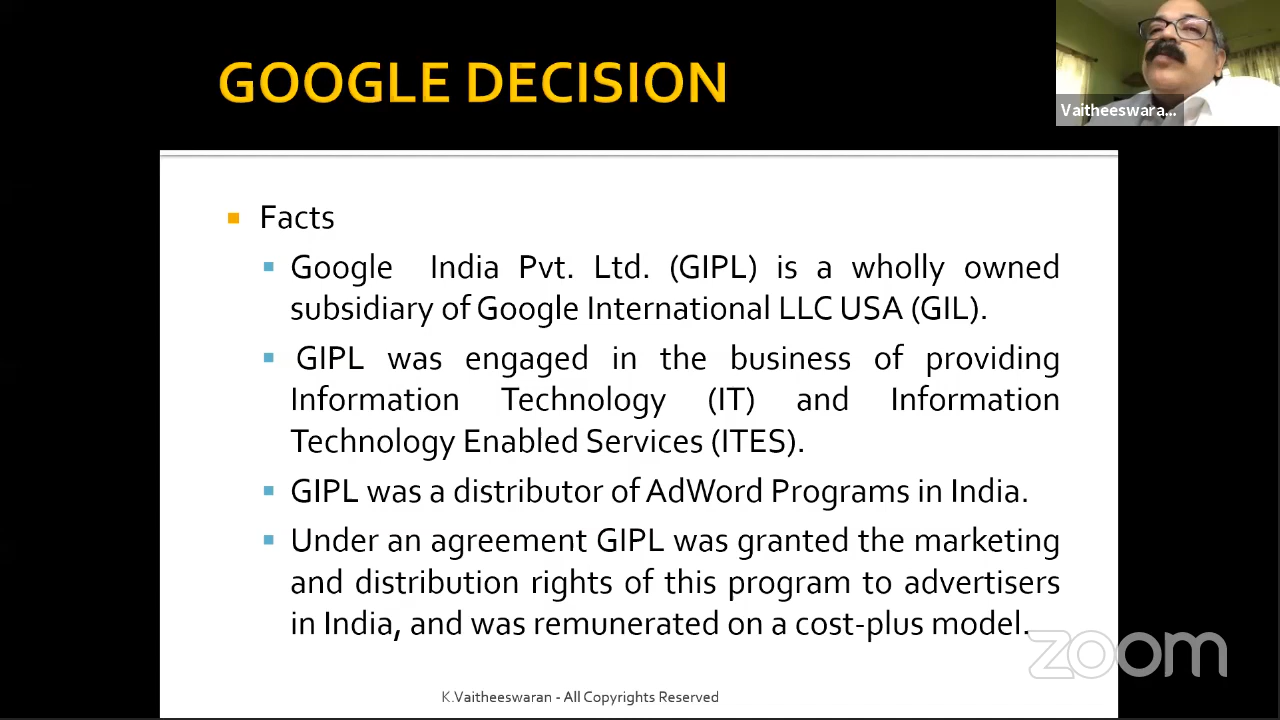 GOOGLE DECISION
Vaitheeswara...
Facts
Google India Pvt. Ltd. (GIPL) is a wholly owned
subsidiary of Google International LLC USA (GIL).
GIPL was engaged in the business of providing
Information Technology (IT) and Information
Technology Enabled Services (ITES).
GIPL was a distributor of AdWord Programs in India.
Under an agreement GIPL was granted the marketing
and distribution rights of this program to advertisers
in India, and was remunerated on a cost-plus model.
zoom
K.Vaitheeswaran - All Copyrights Reserved